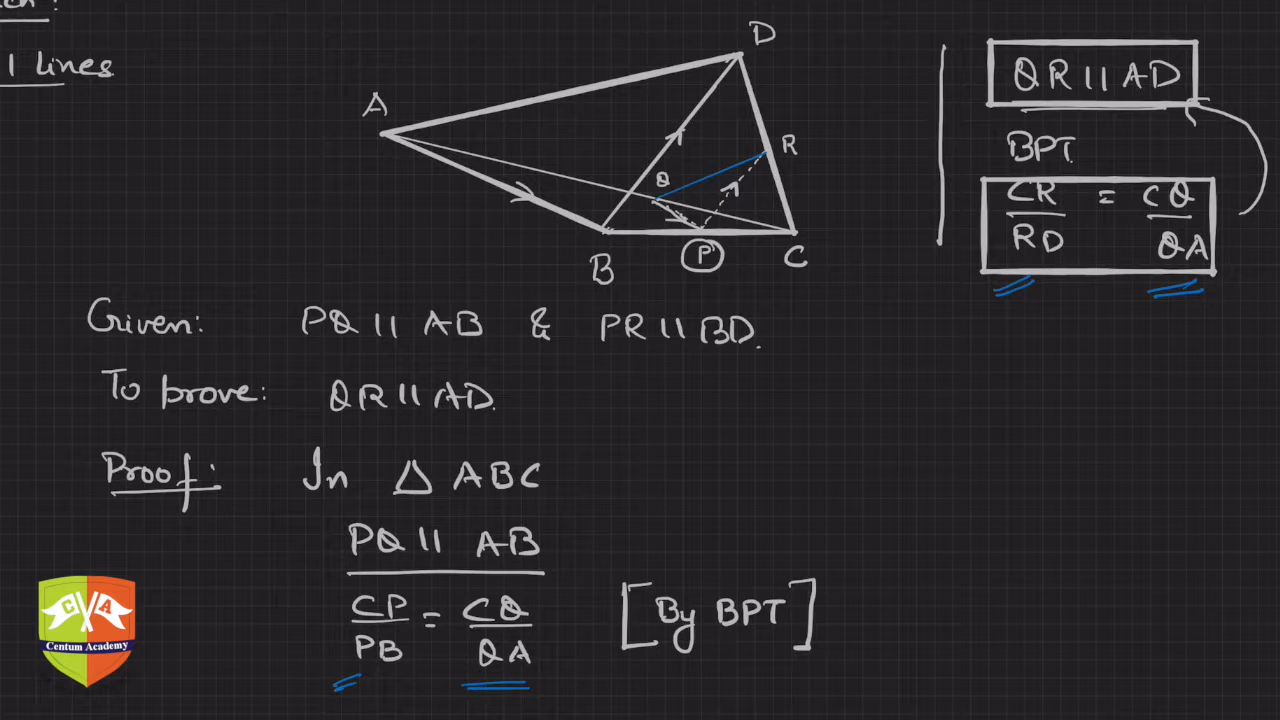 1 lines
D
A
R
Q
B
P
C
QR || AD
BPT
CR = CQ
RD QA
Given: PQ || AB & PR || BD.
To prove: QR || AD.
Proof: In △ ABC
PQ || AB
CP = CQ [By BPT]
PB QA
C A
Centum Academy